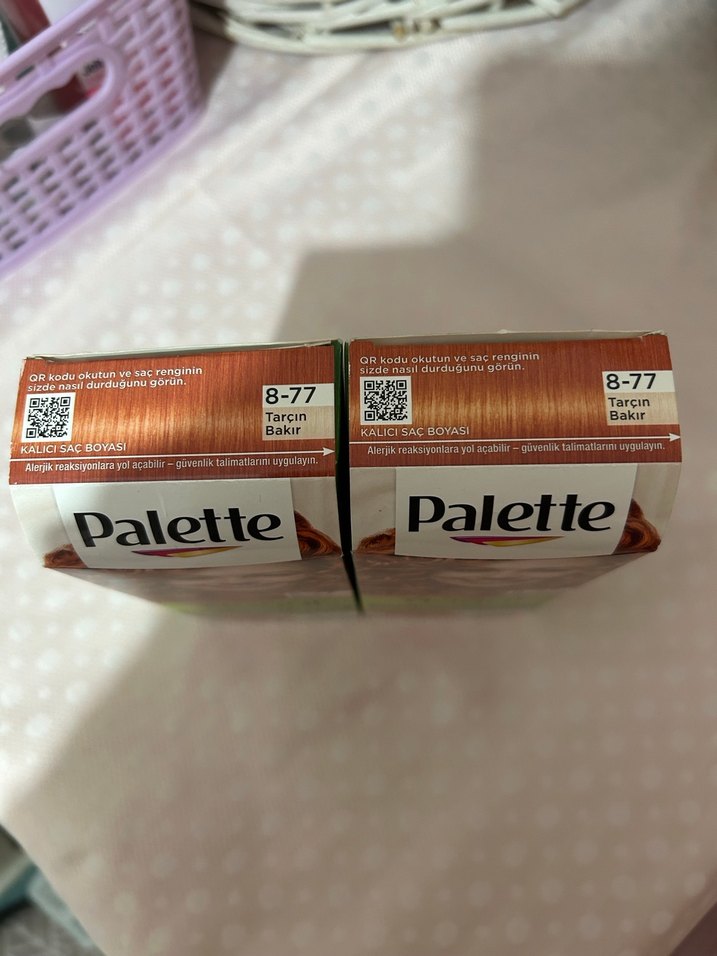 QR kodu okutun ve saç renginin
sizde nasıl durduğunu görün.
8-77
Tarçın
Bakır
KALICI SAÇ BOYASI
Alerjik reaksiyonlara yol açabilir – güvenlik talimatlarını uygulayın.
Palette
QR kodu okutun ve saç renginin
sizde nasıl durduğunu görün.
8-77
Tarçın
Bakır
KALICI SAÇ BOYASI
Alerjik reaksiyonlara yol açabilir – güvenlik talimatlarını uygulayın.
Palette